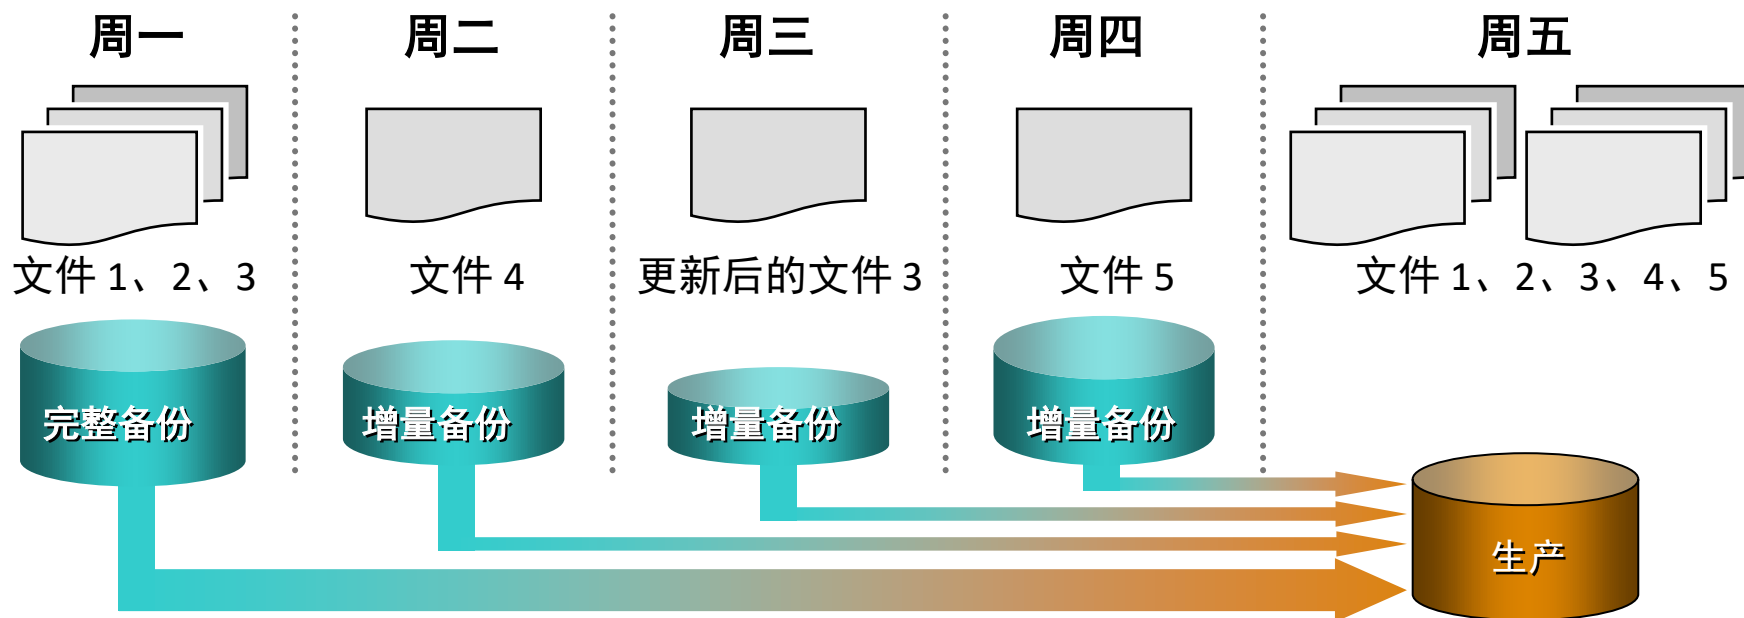 周一
周二
周三
周四
周五
文件 1、2、3
文件 4
更新后的文件 3
文件 5
文件 1、2、3、4、5
完整备份
增量备份
增量备份
增量备份
生产